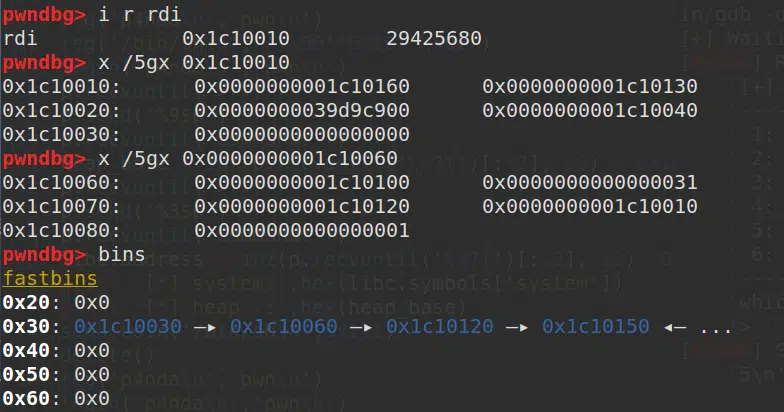 pwndbg> i r rdi
rdi            0x1c10010        29425680
pwndbg> x /5gx 0x1c10010
0x1c10010:      0x0000000001c10160      0x0000000001c10130
0x1c10020:      0x0000000039d9c900      0x0000000001c10040
0x1c10030:      0x0000000000000000
pwndbg> x /5gx 0x0000000001c10060
0x1c10060:      0x0000000001c10100      0x0000000000000031
0x1c10070:      0x0000000001c10120      0x0000000001c10010
0x1c10080:      0x0000000000000001
pwndbg> bins
fastbins
0x20: 0x0
0x30: 0x1c10030 —▸ 0x1c10060 —▸ 0x1c10120 —▸ 0x1c10150 ◂— ...
0x40: 0x0
0x50: 0x0
0x60: 0x0